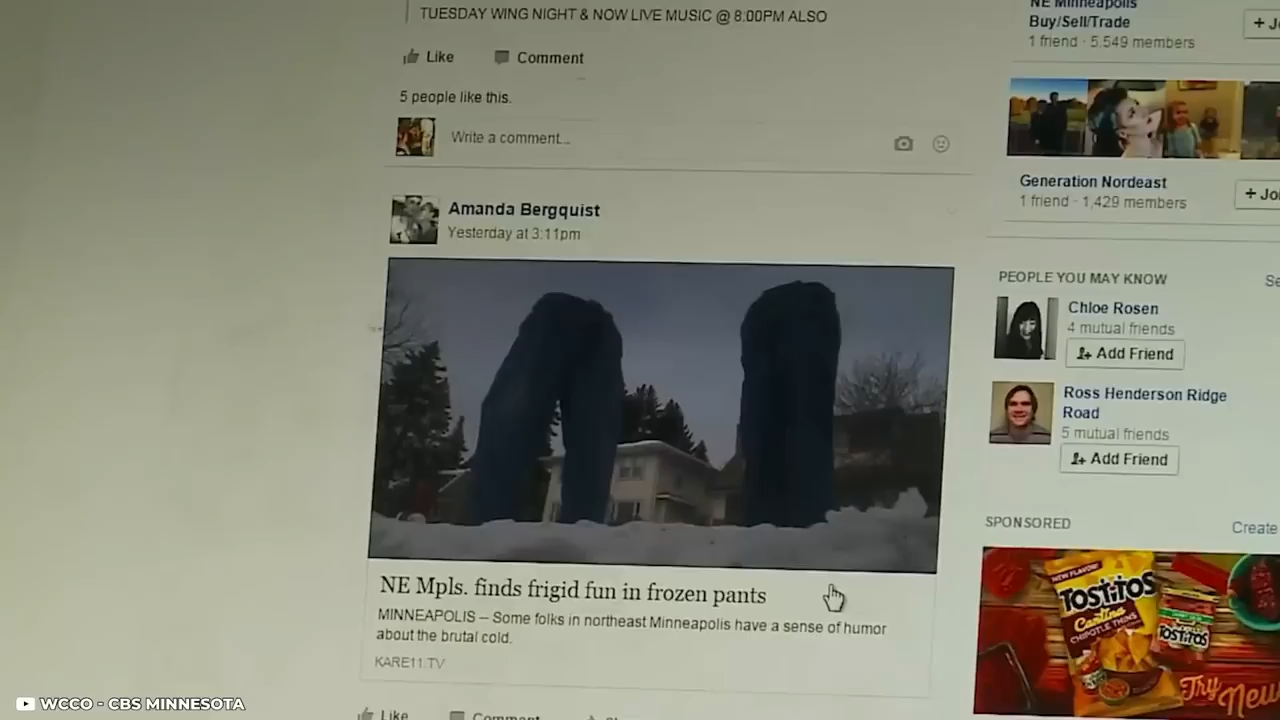 TUESDAY WING NIGHT & NOW LIVE MUSIC @ 8:00PM ALSO
Like
Comment
5 people like this.
Write a comment...
Amanda Bergquist
Yesterday at 3:11pm
NE Mpls. finds frigid fun in frozen pants
MINNEAPOLIS – Some folks in northeast Minneapolis have a sense of humor
about the brutal cold.
KARE11.TV
Like
Comment
NE Minneapolis
Buy/Sell/Trade
1 friend · 5,549 members
Generation Nordeast
1 friend · 1,429 members
PEOPLE YOU MAY KNOW
Chloe Rosen
4 mutual friends
Add Friend
Ross Henderson Ridge
Road
5 mutual friends
Add Friend
SPONSORED
Create
NEW FLAVOR!
TOSTITOS
Cantina
CHIPOTLE THINS
TOSTITOS
Try New
WCCO - CBS MINNESOTA